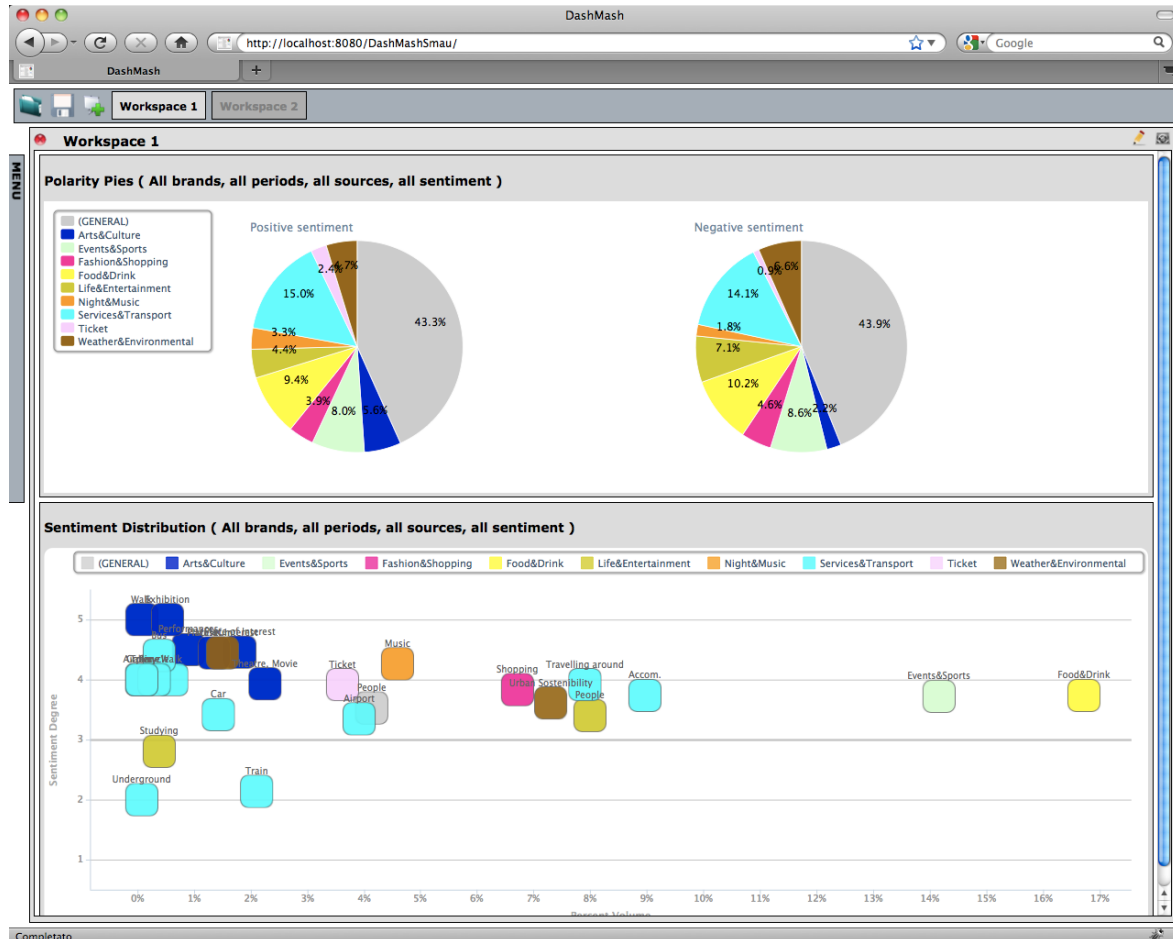 DashMash
http://localhost:8080/DashMashSmau/
Google
DashMash
+
Workspace 1
Workspace 2
Workspace 1
MENU
Polarity Pies ( All brands, all periods, all sources, all sentiment )
(GENERAL)
Arts&Culture
Events&Sports
Fashion&Shopping
Food&Drink
Life&Entertainment
Night&Music
Services&Transport
Ticket
Weather&Environmental
Positive sentiment
2.4%
4.7%
15.0%
43.3%
3.3%
4.4%
9.4%
3.9%
8.0%
5.6%
Negative sentiment
0.9%
6.6%
14.1%
43.9%
1.8%
7.1%
10.2%
4.6%
8.6%
2.2%
Sentiment Distribution ( All brands, all periods, all sources, all sentiment )
(GENERAL) Arts&Culture Events&Sports Fashion&Shopping Food&Drink Life&Entertainment Night&Music Services&Transport Ticket Weather&Environmental
Sentiment Degree
5
4
3
2
1
Exhibition
Music
Ticket
People
Airport
Shopping
Urban Sostenibility
Travelling around
People
Accom.
Events&Sports
Food&Drink
Car
Studying
Underground
Train
0% 1% 2% 3% 4% 5% 6% 7% 8% 9% 10% 11% 12% 13% 14% 15% 16% 17%
Percent Volume
Completato